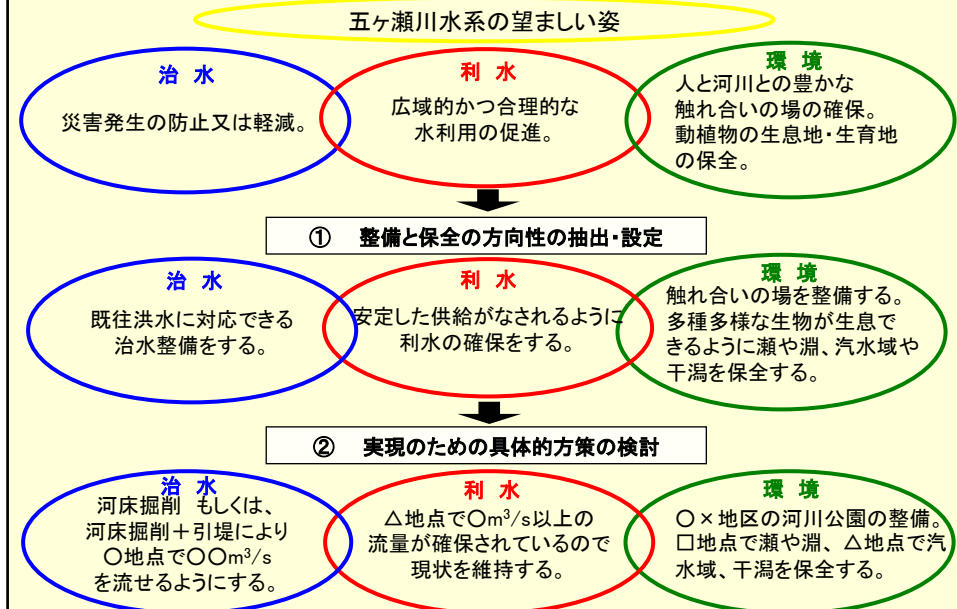 五ヶ瀬川水系の望ましい姿
治 水
災害発生の防止又は軽減。
利 水
広域的かつ合理的な
水利用の促進。
環 境
人と河川との豊かな
触れ合いの場の確保。
動植物の生息地・生育地
の保全。
① 整備と保全の方向性の抽出・設定
治 水
既往洪水に対応できる
治水整備をする。
利 水
安定した供給がなされるように
利水の確保をする。
環 境
触れ合いの場を整備する。
多種多様な生物が生息で
きるように瀬や淵、汽水域や
干潟を保全する。
② 実現のための具体的方策の検討
治 水
河床掘削 もしくは、
河床掘削＋引堤により
○地点で○○m³/s
を流せるようにする。
利 水
△地点で○m³/s以上の
流量が確保されているので
現状を維持する。
環 境
○×地区の河川公園の整備。
□地点で瀬や淵、△地点で汽
水域、干潟を保全する。